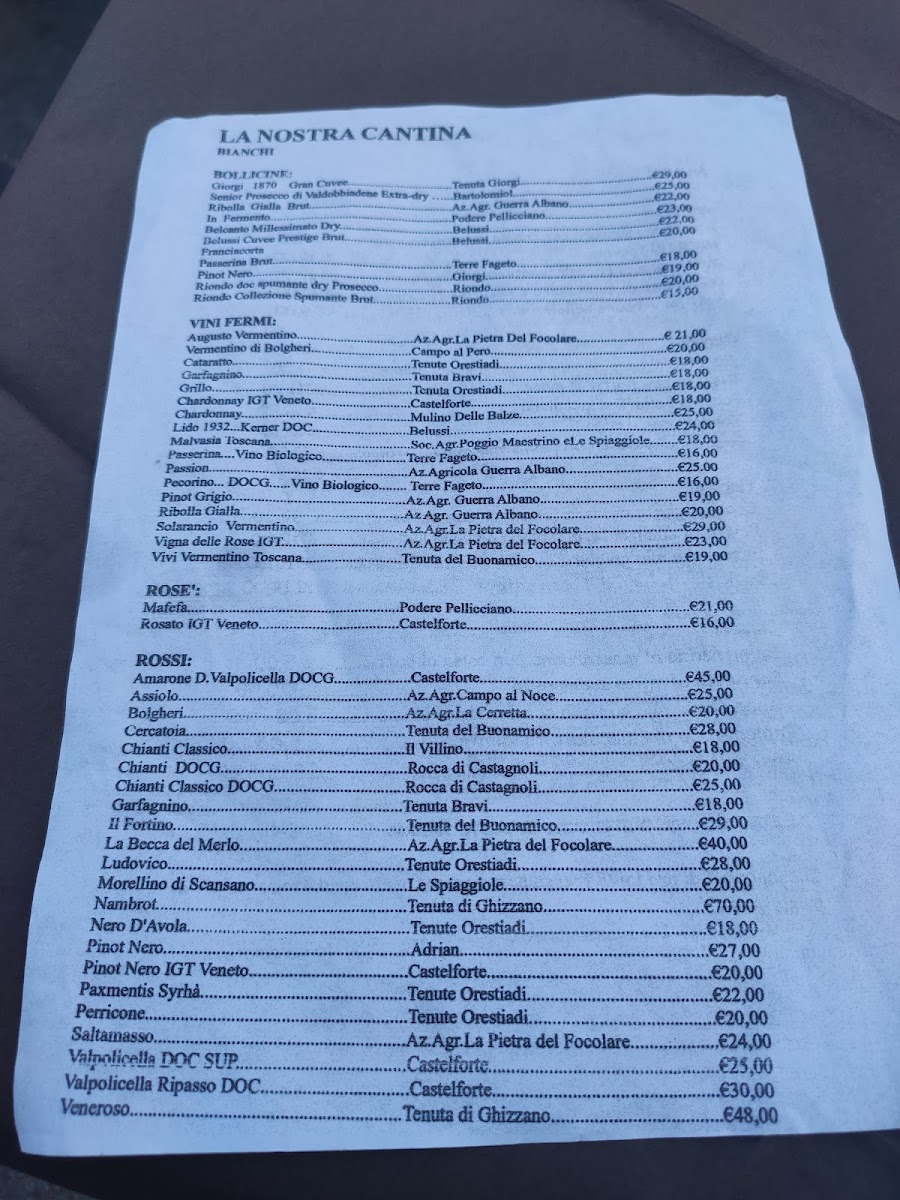 LA NOSTRA CANTINA
BIANCHI
BOLLICINE:
Giorgi 1870 Gran Cuvee.....Tenuta Giorgi.....€29,00
Senior Prosecco di Valdobbiadene Extra-dry.....Bartolomiol.....€25,00
Ribolla Gialla Brut.....Az.Agr. Guerra Albano.....€22,00
In Fermento.....Podere Pellicciano.....€23,00
Belcanto Millessimato Dry.....Belussi.....€22,00
Belussi Cuvee Prestige Brut.....Belussi.....€20,00
Franciacorta
Passerina Brut.....Terre Fageto.....€18,00
Pinot Nero.....Giorgi.....€19,00
Riondo doc spumante dry Prosecco.....Riondo.....€20,00
Riondo Collezione Spumante Brut.....Riondo.....€15,00
VINI FERMI:
Augusto Vermentino.....Az.Agr.La Pietra Del Focolare.....€ 21,00
Vermentino di Bolgheri.....Campo al Pero.....€20,00
Cataratto.....Tenute Orestiadi.....€18,00
Garfagnino.....Tenuta Bravi.....€18,00
Grillo.....Tenuta Orestiadi.....€18,00
Chardonnay IGT Veneto.....Castelforte.....€18,00
Chardonnay.....Mulino Delle Balze.....€25,00
Lido 1932...Kerner DOC.....Belussi.....€24,00
Malvasia Toscana.....Soc.Agr.Poggio Maestrino eLe Spiaggiole.....€18,00
Passerina....Vino Biologico.....Terre Fageto.....€16,00
Passion.....Az.Agricola Guerra Albano.....€25.00
Pecorino... DOCG.....Vino Biologico.....Terre Fageto.....€16,00
Pinot Grigio.....Az.Agr. Guerra Albano.....€19,00
Ribolla Gialla.....Az Agr. Guerra Albano.....€20,00
Solarancio Vermentino.....Az.Agr.La Pietra del Focolare.....€29,00
Vigna delle Rose IGT.....Az.Agr.La Pietra del Focolare.....€23,00
Vivi Vermentino Toscana.....Tenuta del Buonamico.....€19,00
ROSE':
Mafefa.....Podere Pellicciano.....€21,00
Rosato IGT Veneto.....Castelforte.....€16,00
ROSSI:
Amarone D.Valpolicella DOCG.....Castelforte.....€45,00
Assiolo.....Az.Agr.Campo al Noce.....€25,00
Bolgheri.....Az.Agr.La Cerretta.....€20,00
Cercatoia.....Tenuta del Buonamico.....€28,00
Chianti Classico.....Il Villino.....€18,00
Chianti DOCG.....Rocca di Castagnoli.....€20,00
Chianti Classico DOCG.....Rocca di Castagnoli.....€25,00
Garfagnino.....Tenuta Bravi.....€18,00
Il Fortino.....Tenuta del Buonamico.....€29,00
La Becca del Merlo.....Az.Agr.La Pietra del Focolare.....€40,00
Ludovico.....Tenute Orestiadi.....€28,00
Morellino di Scansano.....Le Spiaggiole.....€20,00
Nambrot.....Tenuta di Ghizzano.....€70,00
Nero D'Avola.....Tenute Orestiadi.....€18,00
Pinot Nero.....Adrian.....€27,00
Pinot Nero IGT Veneto.....Castelforte.....€20,00
Paxmentis Syrhà.....Tenute Orestiadi.....€22,00
Perricone.....Tenute Orestiadi.....€20,00
Saltamasso.....Az.Agr.La Pietra del Focolare.....€24,00
Valpolicella DOC SUP.....Castelforte.....€25,00
Valpolicella Ripasso DOC.....Castelforte.....€30,00
Veneroso.....Tenuta di Ghizzano.....€48,00